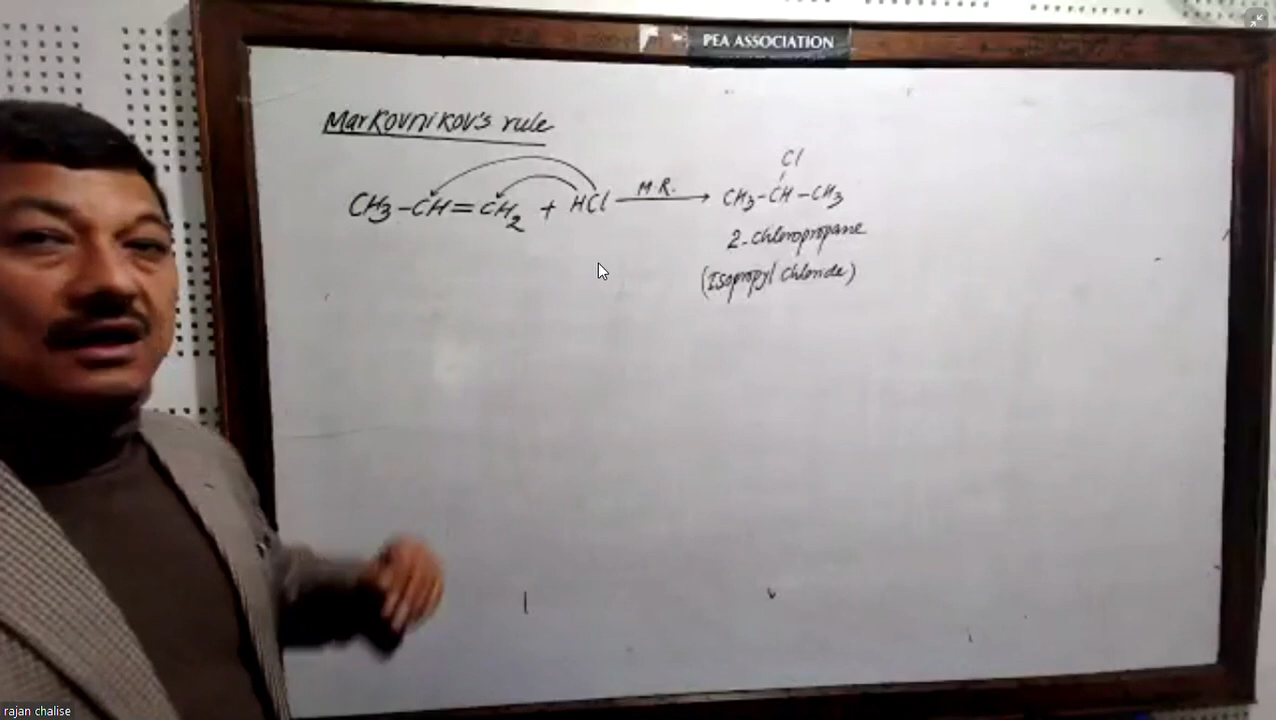 PEA ASSOCIATION
Markovnikov's rule
CH3-CH=CH2 + HCl M.R. → CH3-CH-CH3
Cl
2-chloropropane
(Isopropyl chloride)
rajan chalise